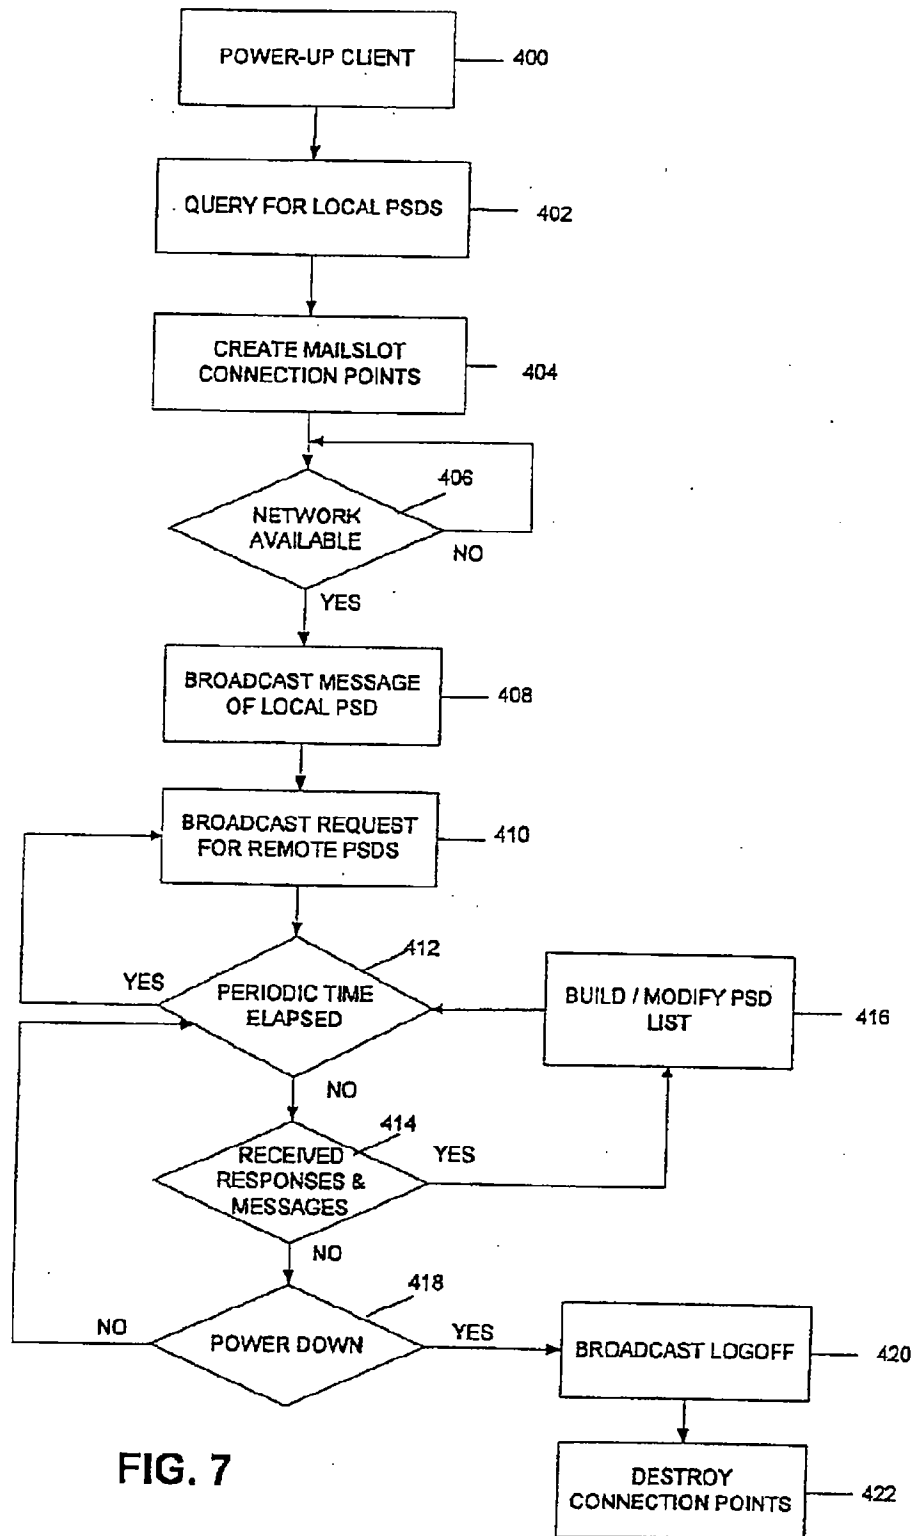 POWER-UP CLIENT
400
QUERY FOR LOCAL PSDS
402
CREATE MAILSLOT
CONNECTION POINTS
404
406
NETWORK
AVAILABLE
NO
YES
BROADCAST MESSAGE
OF LOCAL PSD
408
BROADCAST REQUEST
FOR REMOTE PSDS
410
412
YES
PERIODIC TIME
ELAPSED
BUILD / MODIFY PSD
LIST
416
NO
414
RECEIVED
RESPONSES &
MESSAGES
YES
NO
418
NO
POWER DOWN
YES
BROADCAST LOGOFF
420
FIG. 7
DESTROY
CONNECTION POINTS
422